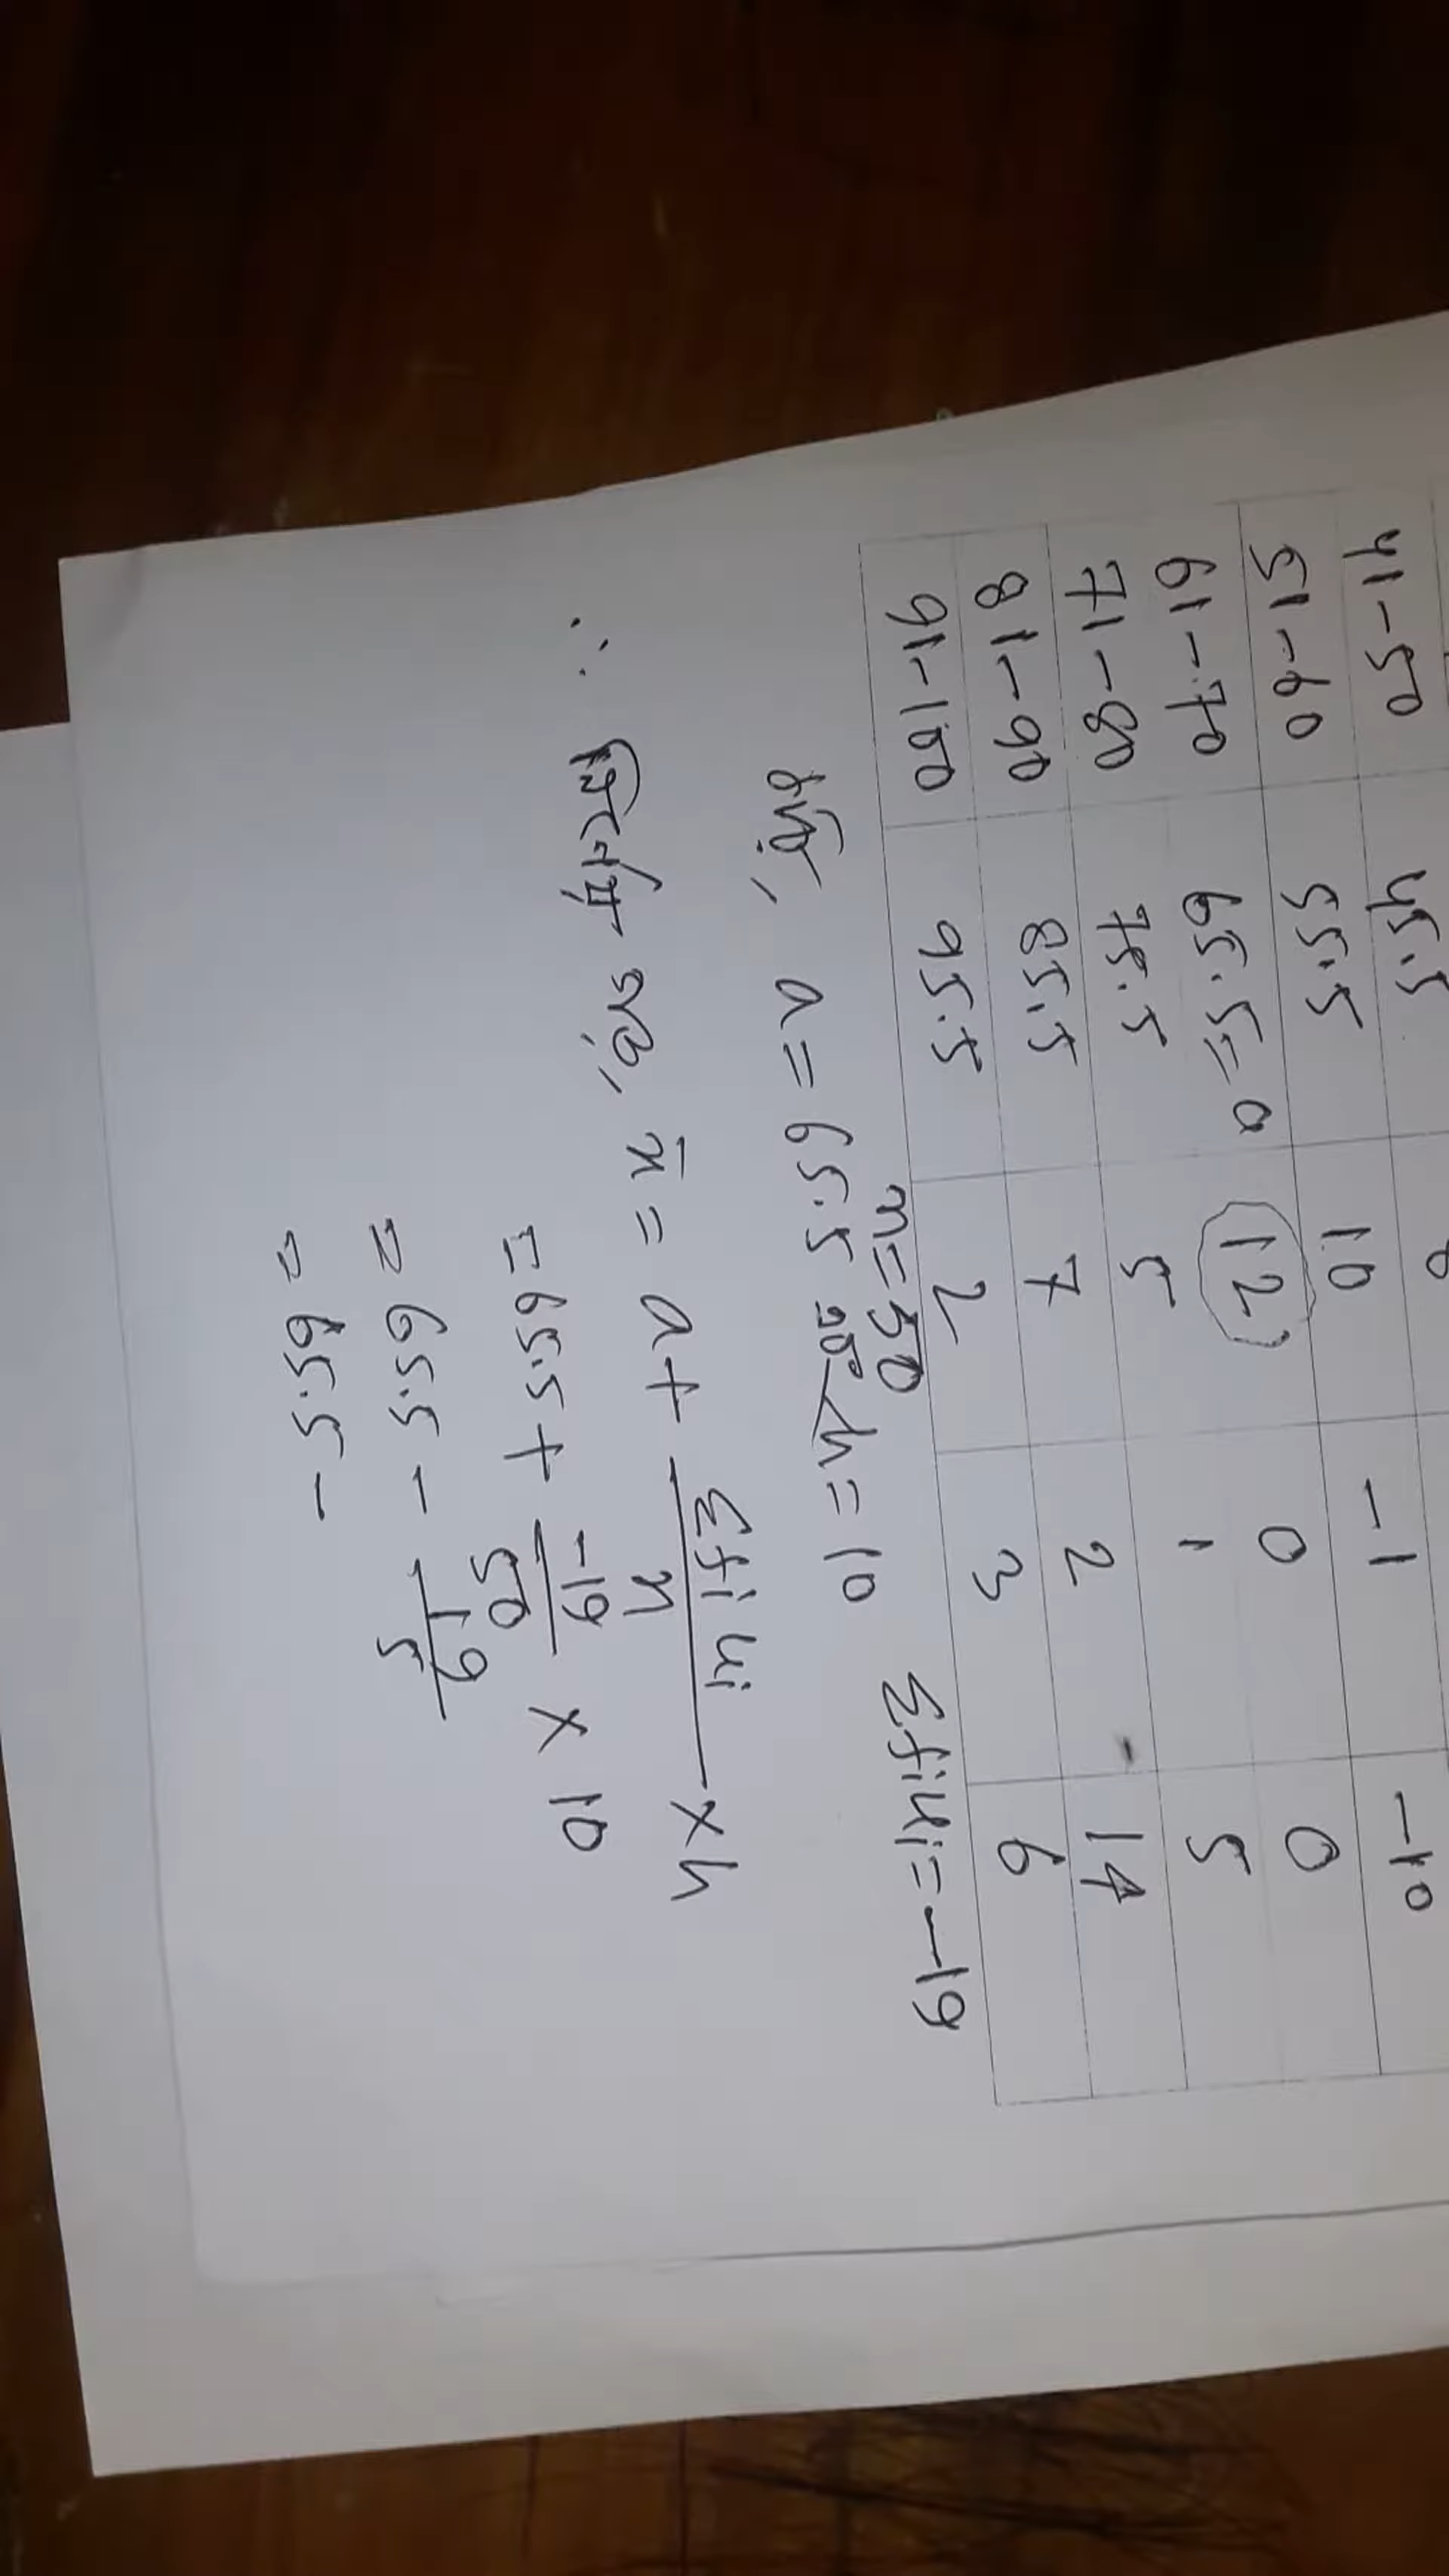 41-50 45.5
51-60 55.5 10 -1 -10
61-70 65.5=a 12 0 0
71-80 75.5 5 1 5
81-90 85.5 7 2 14
91-100 95.5 2 3 6
n=50 Σfiui=-19
a=65.5 h=10
∴ x̄ = a + Σfiui/n × h
= 65.5 + -19/50 × 10
= 65.5 - 19/5
= 65.5 -